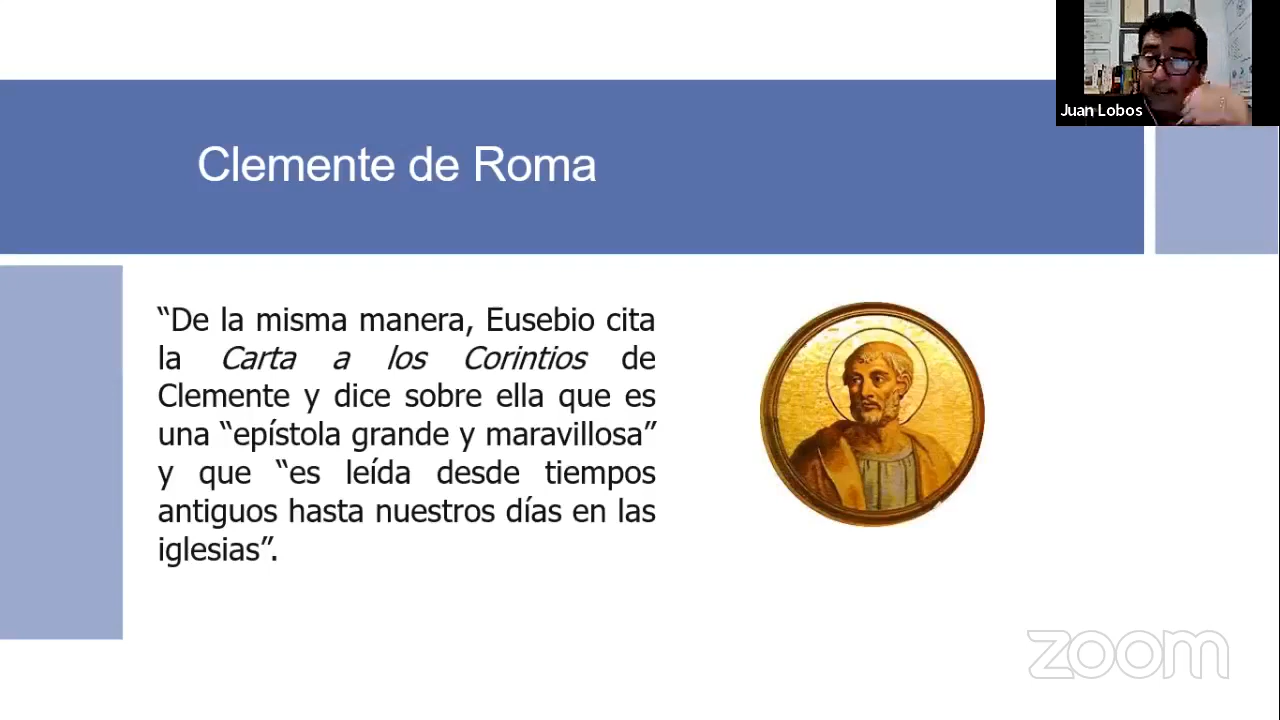 Juan Lobos
Clemente de Roma
“De la misma manera, Eusebio cita
la Carta a los Corintios de
Clemente y dice sobre ella que es
una “epístola grande y maravillosa”
y que “es leída desde tiempos
antiguos hasta nuestros días en las
iglesias”.
zoom